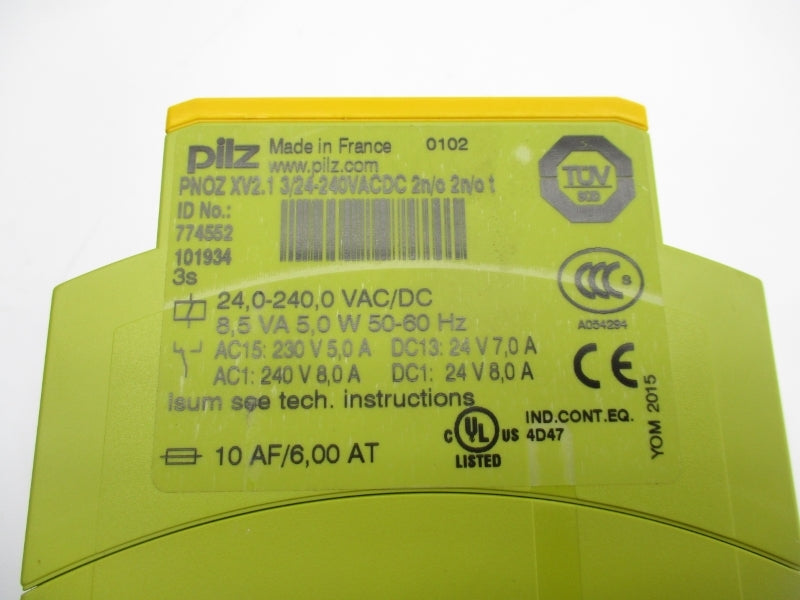 pilz Made in France 0102
www.pilz.com
PNOZ XV2.1 3/24-240VACDC 2n/o 2n/o t
ID No.:
774552
101934
3s
24,0-240,0 VAC/DC
8,5 VA 5,0 W 50-60 Hz
AC15: 230 V 5,0 A DC13: 24 V 7,0 A
AC1: 240 V 8,0 A DC1: 24 V 8,0 A
Isum see tech. instructions
10 AF/6,00 AT
TÜV
SÜD
CCC S
A054294
CE
YOM 2015
C UL US
LISTED
IND.CONT.EQ.
4D47